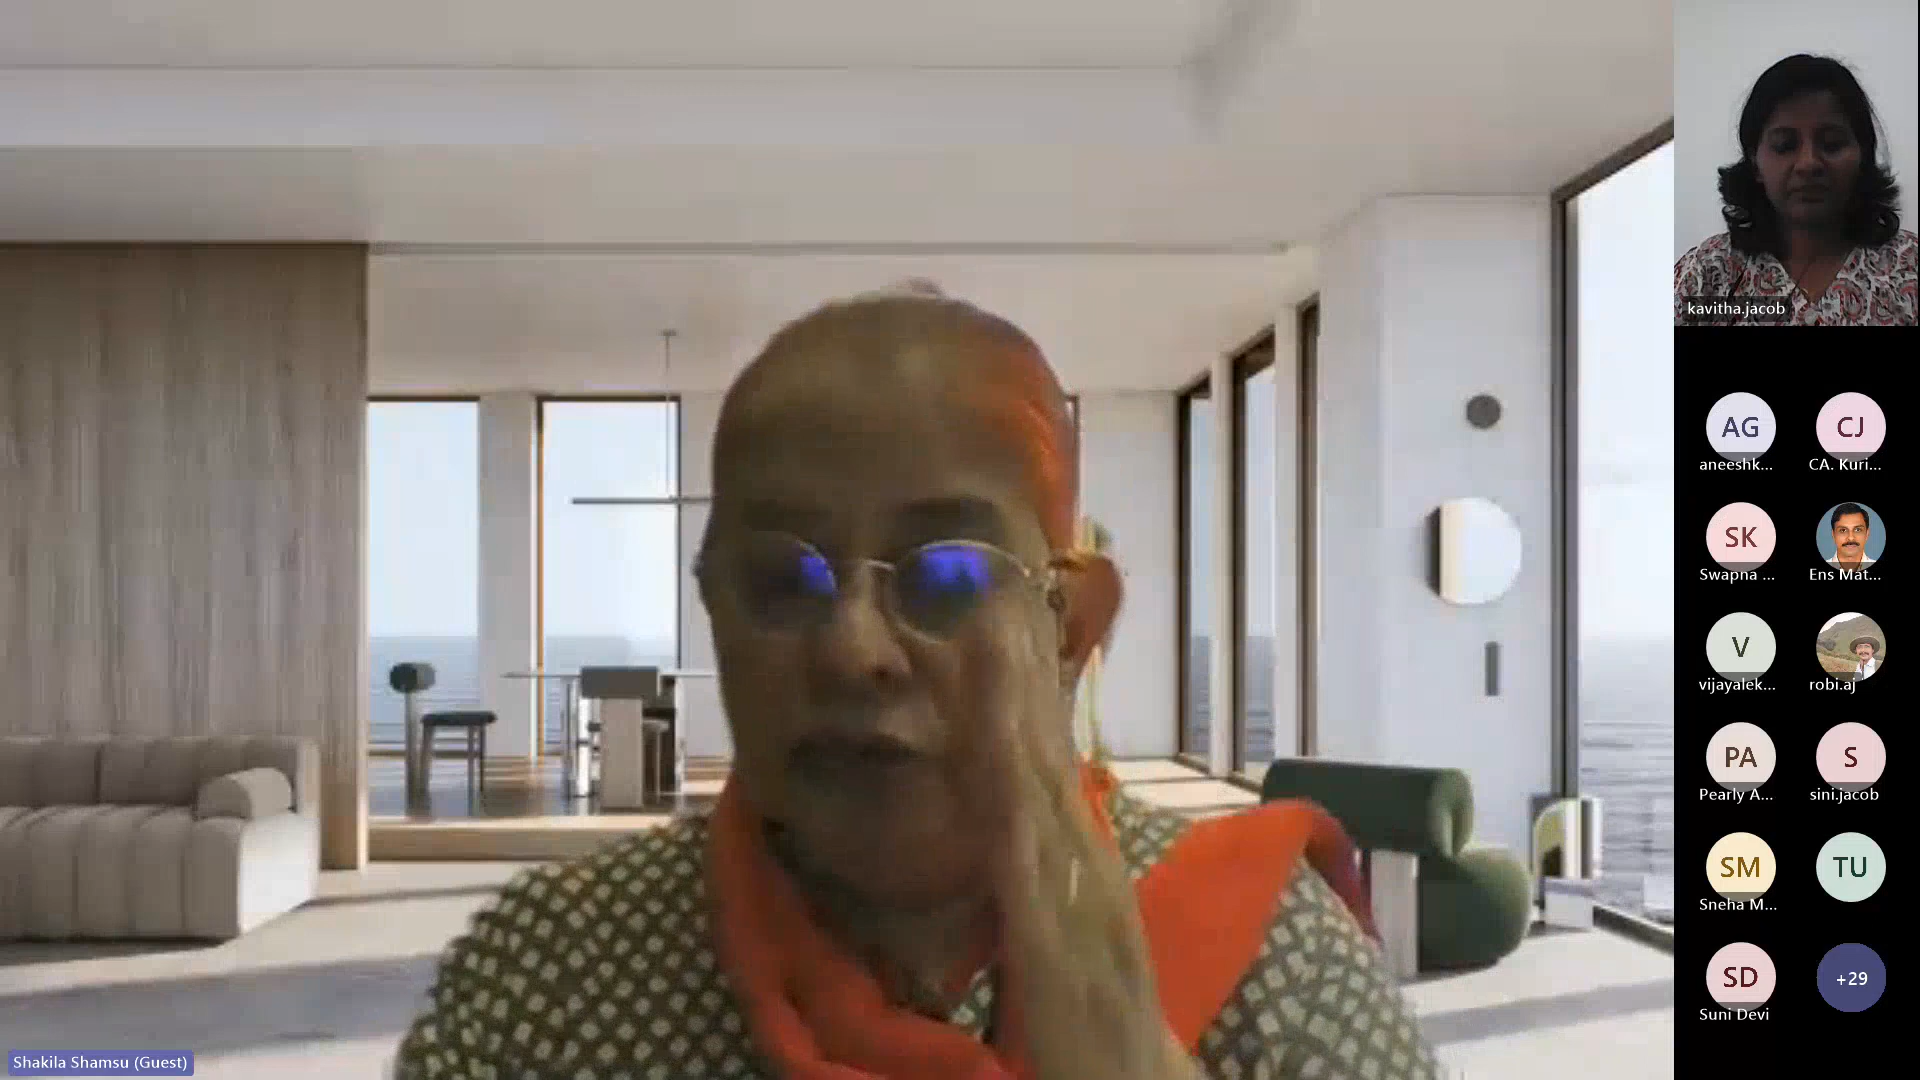 kavitha.jacob
AG
CJ
aneeshk...
CA. Kuri...
SK
Swapna ...
Ens Mat...
V
vijayalek...
robi.aj
PA
S
Pearly A...
sini.jacob
SM
TU
Sneha M...
SD
+29
Suni Devi
Shakila Shamsu (Guest)